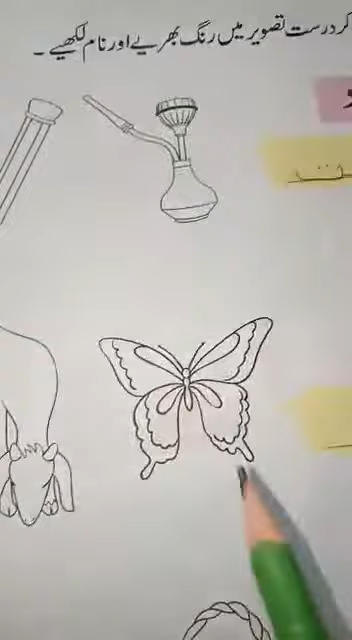 کر درست تصویر میں رنگ بھریے اور نام لکھیے ۔